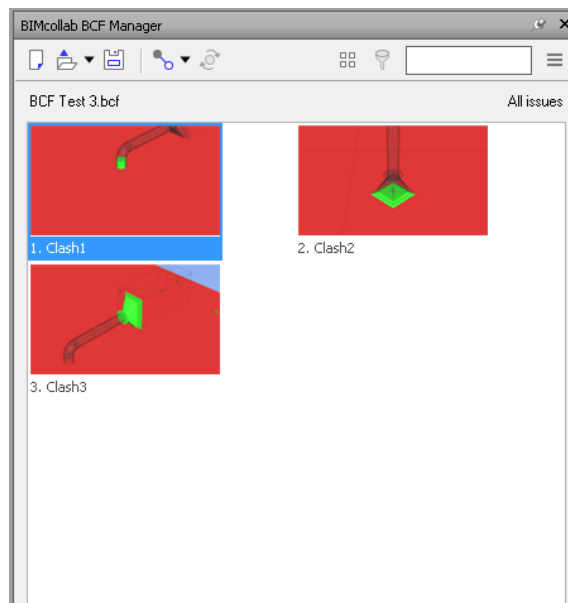 BIMcollab BCF Manager
BCF Test 3.bcf All issues
1. Clash1
2. Clash2
3. Clash3